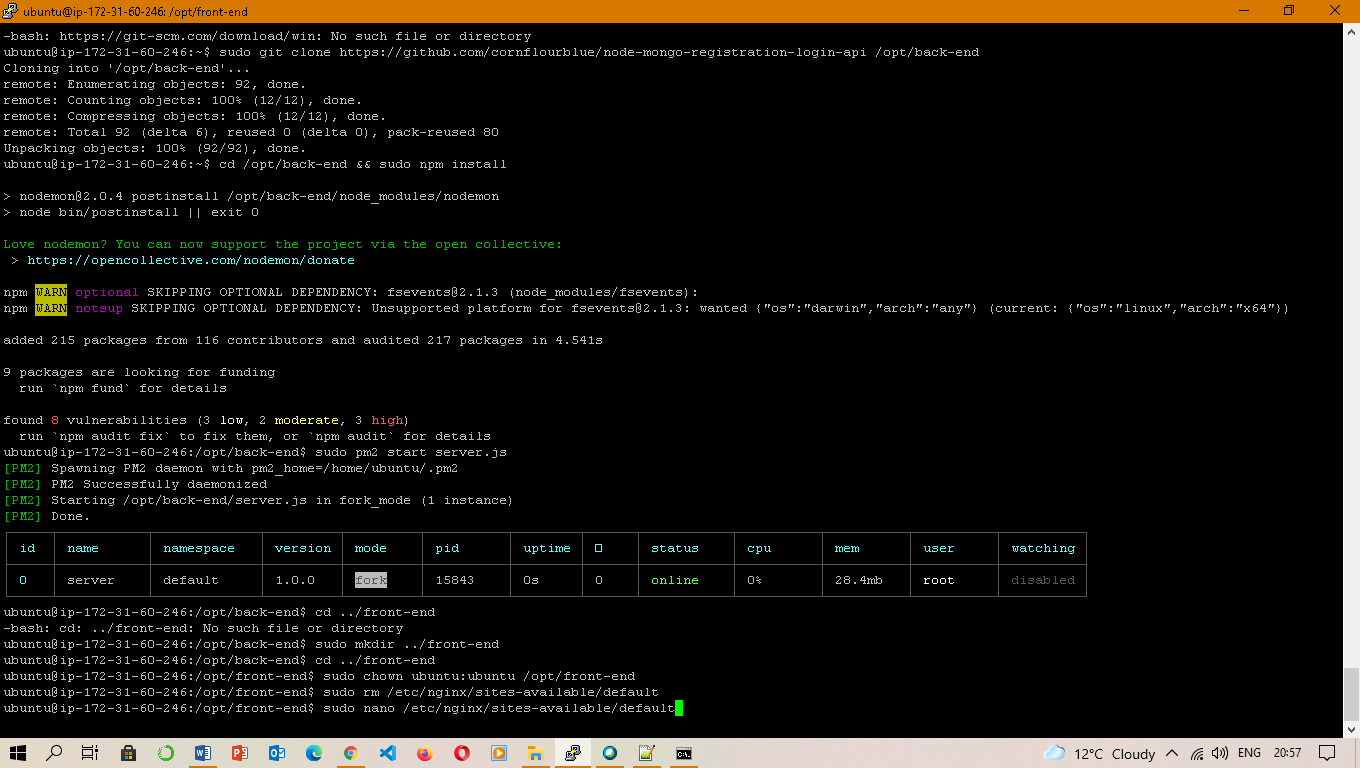 ubuntu@ip-172-31-60-246: /opt/front-end
-bash: https://git-scm.com/download/win: No such file or directory
ubuntu@ip-172-31-60-246:~$ sudo git clone https://github.com/cornflourblue/node-mongo-registration-login-api /opt/back-end
Cloning into '/opt/back-end'...
remote: Enumerating objects: 92, done.
remote: Counting objects: 100% (12/12), done.
remote: Compressing objects: 100% (12/12), done.
remote: Total 92 (delta 6), reused 0 (delta 0), pack-reused 80
Unpacking objects: 100% (92/92), done.
ubuntu@ip-172-31-60-246:~$ cd /opt/back-end && sudo npm install
> nodemon@2.0.4 postinstall /opt/back-end/node_modules/nodemon
> node bin/postinstall || exit 0
Love nodemon? You can now support the project via the open collective:
> https://opencollective.com/nodemon/donate
npm WARN optional SKIPPING OPTIONAL DEPENDENCY: fsevents@2.1.3 (node_modules/fsevents):
npm WARN notsup SKIPPING OPTIONAL DEPENDENCY: Unsupported platform for fsevents@2.1.3: wanted {"os":"darwin","arch":"any"} (current: {"os":"linux","arch":"x64"})
added 215 packages from 116 contributors and audited 217 packages in 4.541s
9 packages are looking for funding
run `npm fund` for details
found 8 vulnerabilities (3 low, 2 moderate, 3 high)
run `npm audit fix` to fix them, or `npm audit` for details
ubuntu@ip-172-31-60-246:/opt/back-end$ sudo pm2 start server.js
[PM2] Spawning PM2 daemon with pm2_home=/home/ubuntu/.pm2
[PM2] PM2 Successfully daemonized
[PM2] Starting /opt/back-end/server.js in fork_mode (1 instance)
[PM2] Done.
id name namespace version mode pid uptime status cpu mem user watching
0 server default 1.0.0 fork 15843 0s 0 online 0% 28.4mb root disabled
ubuntu@ip-172-31-60-246:/opt/back-end$ cd ../front-end
-bash: cd: ../front-end: No such file or directory
ubuntu@ip-172-31-60-246:/opt/back-end$ sudo mkdir ../front-end
ubuntu@ip-172-31-60-246:/opt/back-end$ cd ../front-end
ubuntu@ip-172-31-60-246:/opt/front-end$ sudo chown ubuntu:ubuntu /opt/front-end
ubuntu@ip-172-31-60-246:/opt/front-end$ sudo rm /etc/nginx/sites-available/default
ubuntu@ip-172-31-60-246:/opt/front-end$ sudo nano /etc/nginx/sites-available/default
12°C Cloudy ENG 20:57